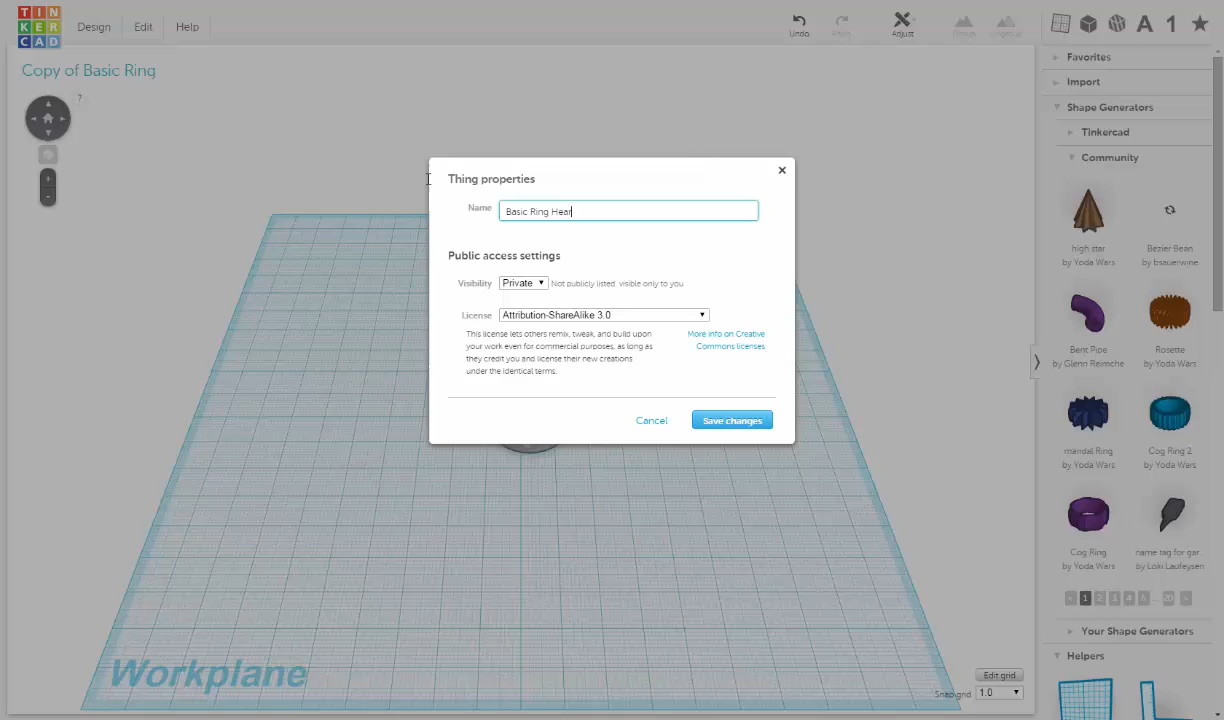 TIN
KER
CAD
Design Edit Help
Undo Redo Adjust Group Ungroup
A 1
Copy of Basic Ring
?
+
-
Thing properties
Name Basic Ring Hear
Public access settings
Visibility Private Not publicly listed, visible only to you
License Attribution-ShareAlike 3.0
This license lets others remix, tweak, and build upon
your work even for commercial purposes, as long as
they credit you and license their new creations
under the identical terms.
More info on Creative
Commons licenses
Cancel Save changes
Workplane
Edit grid
Snap grid 1.0
Favorites
Import
Shape Generators
Tinkercad
Community
high star
by Yoda Wars
Bezier Bean
by bsauerwine
Bent Pipe
by Glenn Reimche
Rosette
by Yoda Wars
mandal Ring
by Yoda Wars
Cog Ring 2
by Yoda Wars
Cog Ring
by Yoda Wars
name tag for gar...
by Loki Laufeysen
« 1 2 3 4 ... 20 »
Your Shape Generators
Helpers